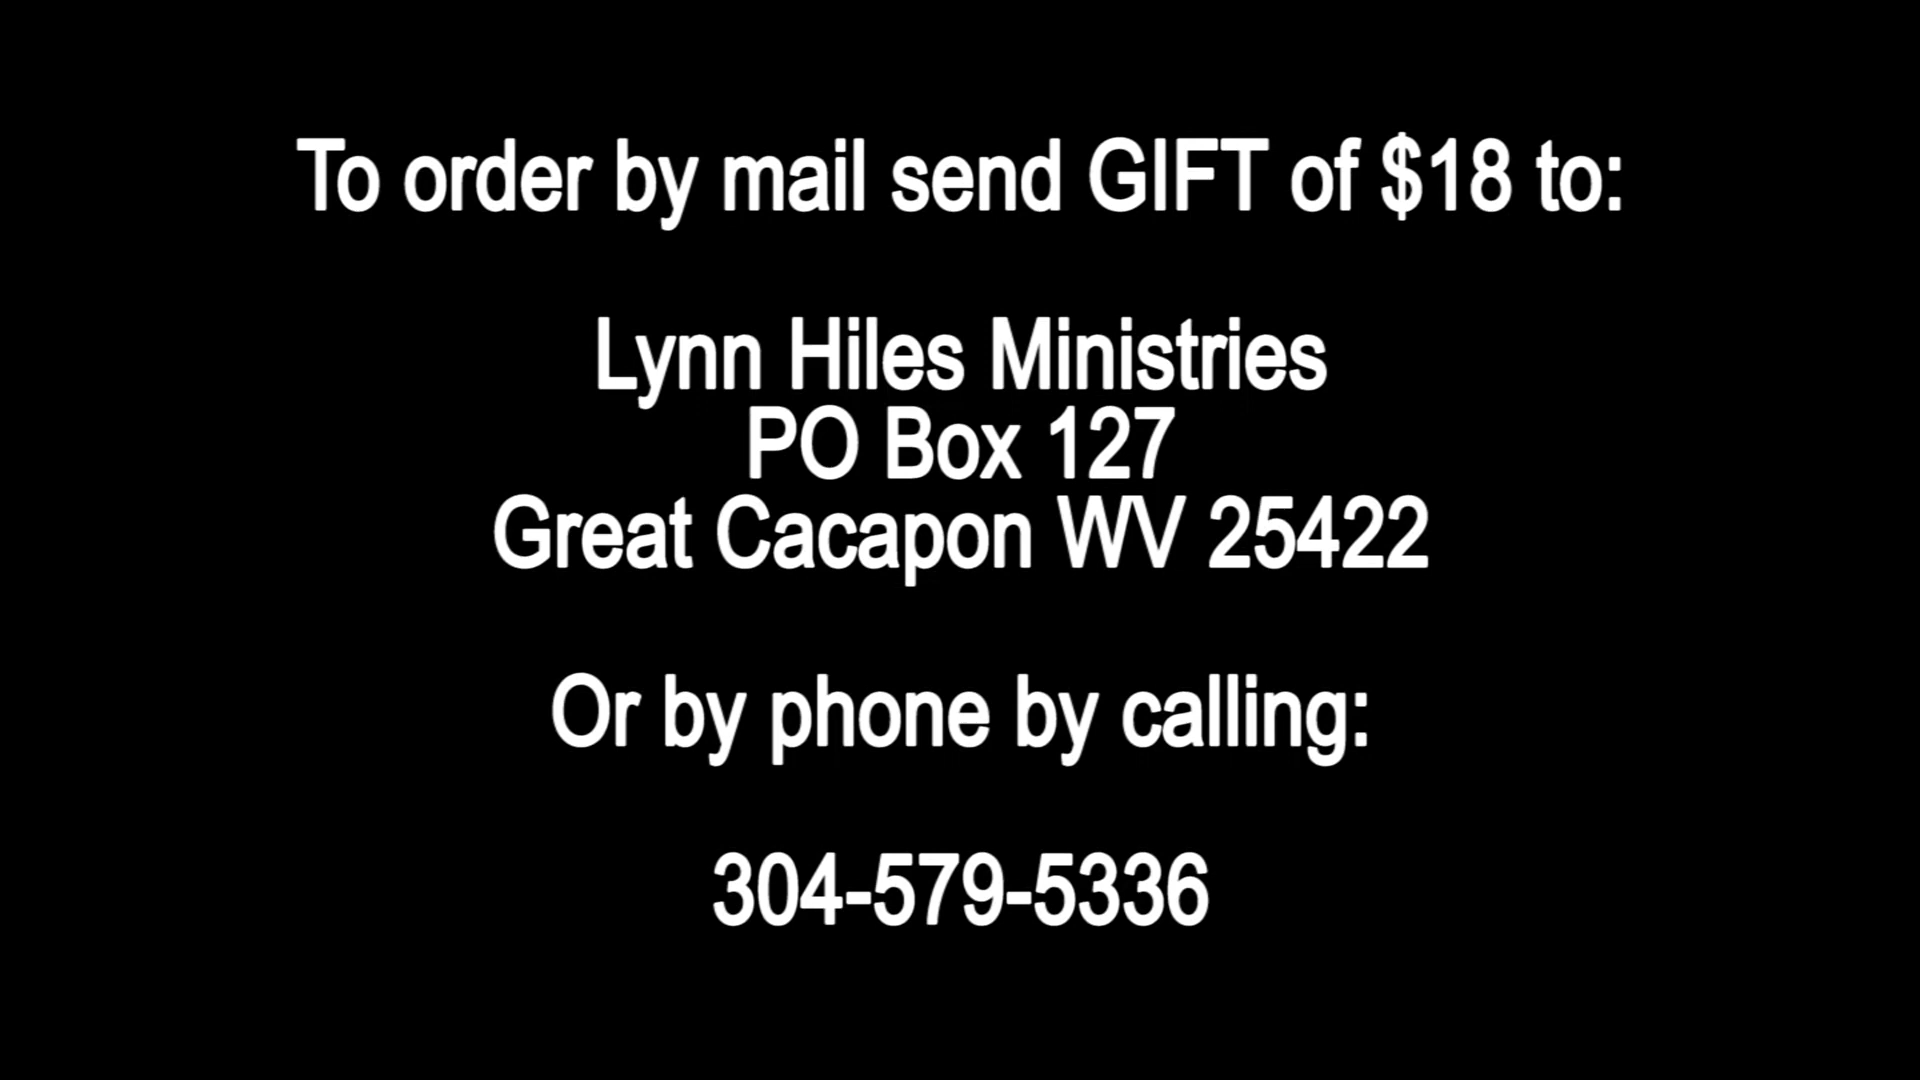 To order by mail send GIFT of $18 to:
Lynn Hiles Ministries
PO Box 127
Great Cacapon WV 25422
Or by phone by calling:
304-579-5336